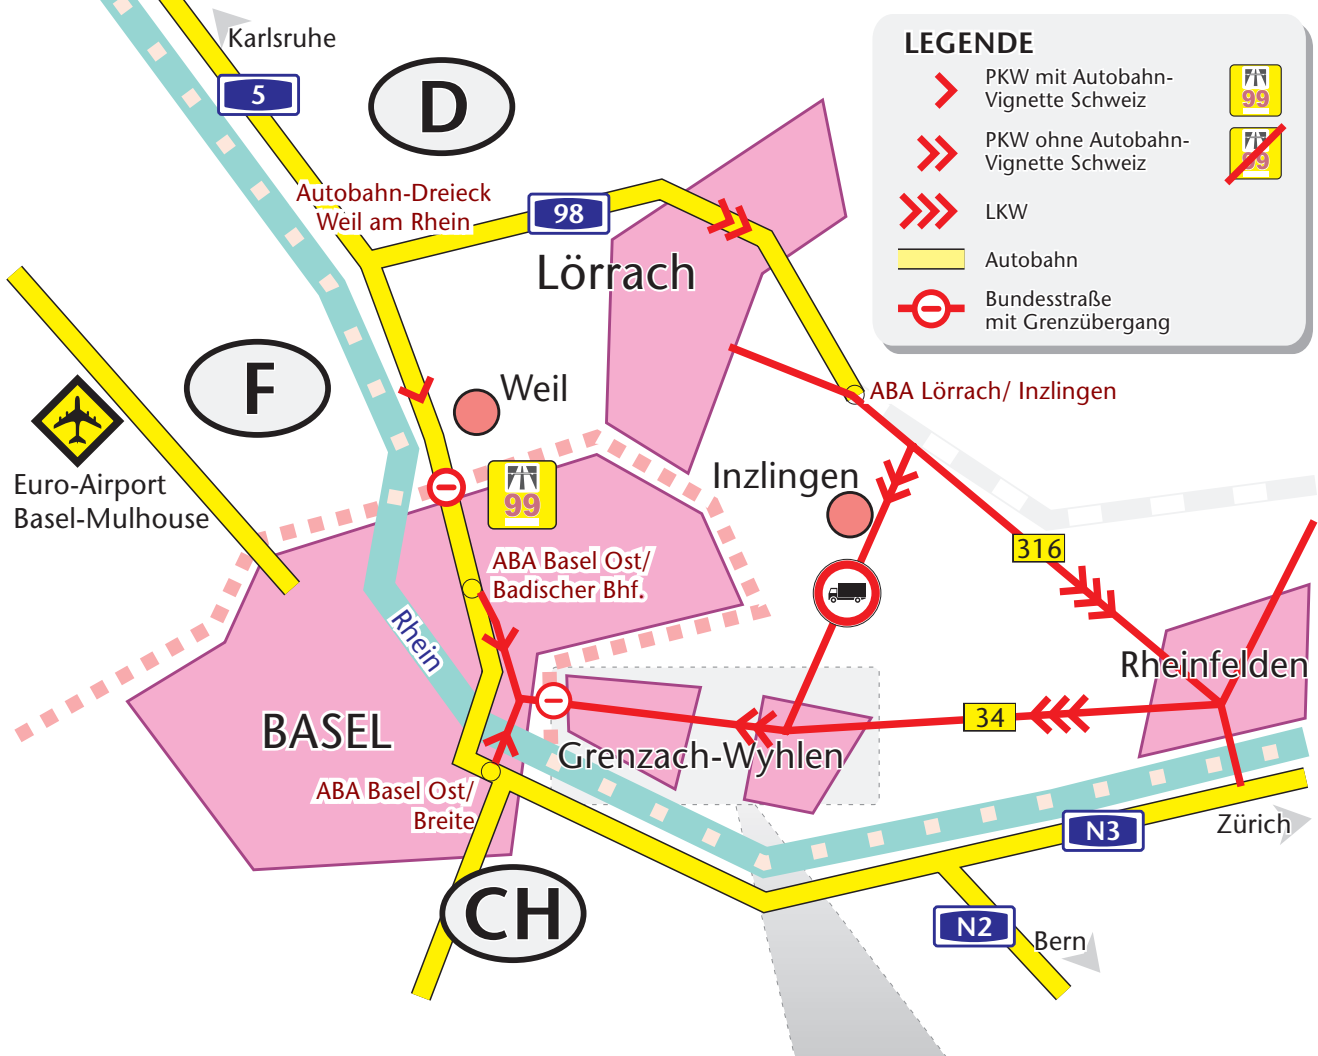 Karlsruhe
5
D
Autobahn-Dreieck
Weil am Rhein
98
Lörrach
LEGENDE
PKW mit Autobahn-
Vignette Schweiz
99
PKW ohne Autobahn-
Vignette Schweiz
99
LKW
Autobahn
Bundesstraße
mit Grenzübergang
F
Weil
ABA Lörrach/ Inzlingen
Euro-Airport
Basel-Mulhouse
99
Inzlingen
ABA Basel Ost/
Badischer Bhf.
316
Rhein
Rheinfelden
BASEL
34
Grenzach-Wyhlen
ABA Basel Ost/
Breite
N3
Zürich
CH
N2
Bern